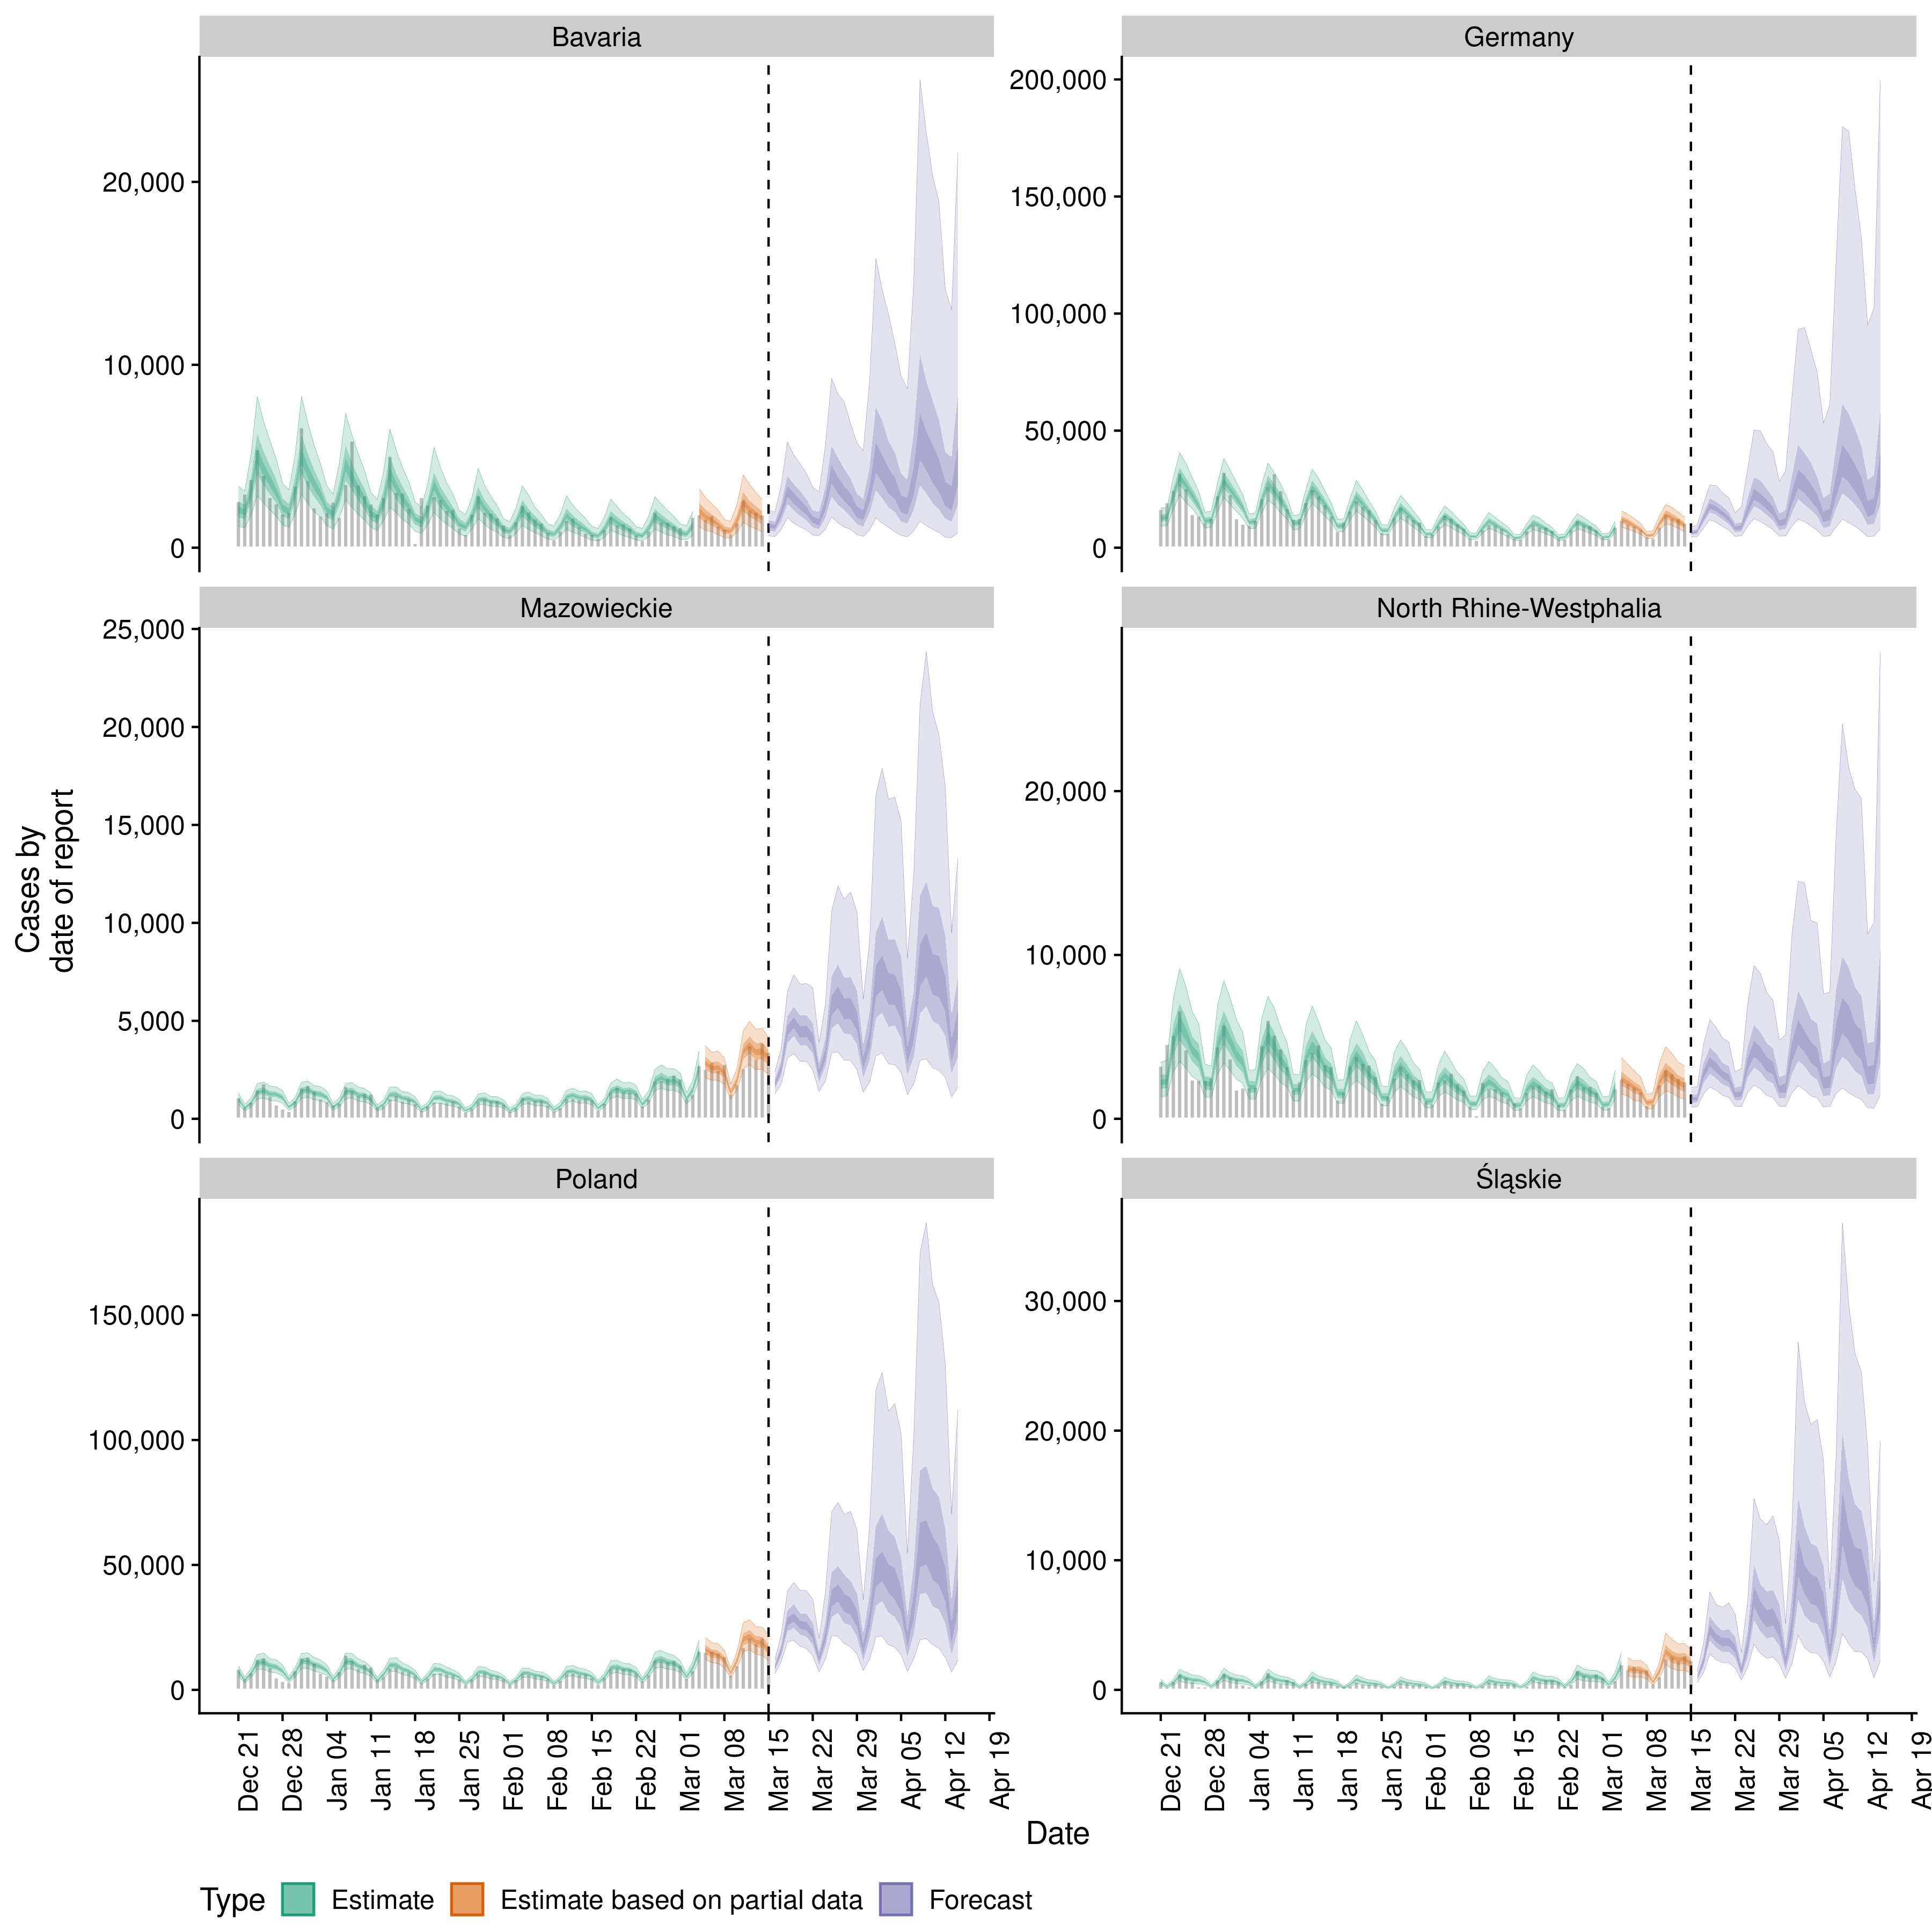 Bavaria
Germany
20,000
10,000
0
200,000
150,000
100,000
50,000
0
Mazowieckie
North Rhine-Westphalia
25,000
20,000
15,000
10,000
5,000
0
20,000
10,000
0
Cases by
date of report
Poland
Śląskie
150,000
100,000
50,000
0
30,000
20,000
10,000
0
Dec 21
Dec 28
Jan 04
Jan 11
Jan 18
Jan 25
Feb 01
Feb 08
Feb 15
Feb 22
Mar 01
Mar 08
Mar 15
Mar 22
Mar 29
Apr 05
Apr 12
Apr 19
Dec 21
Dec 28
Jan 04
Jan 11
Jan 18
Jan 25
Feb 01
Feb 08
Feb 15
Feb 22
Mar 01
Mar 08
Mar 15
Mar 22
Mar 29
Apr 05
Apr 12
Apr 19
Date
Type Estimate Estimate based on partial data Forecast